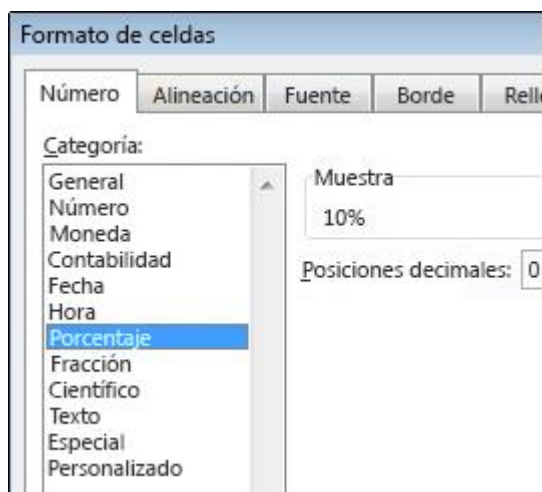 Formato de celdas
Número Alineación Fuente Borde
Categoría:
General
Número
Moneda
Contabilidad
Fecha
Hora
Porcentaje
Fracción
Científico
Texto
Especial
Personalizado
Muestra
10%
Posiciones decimales: 0